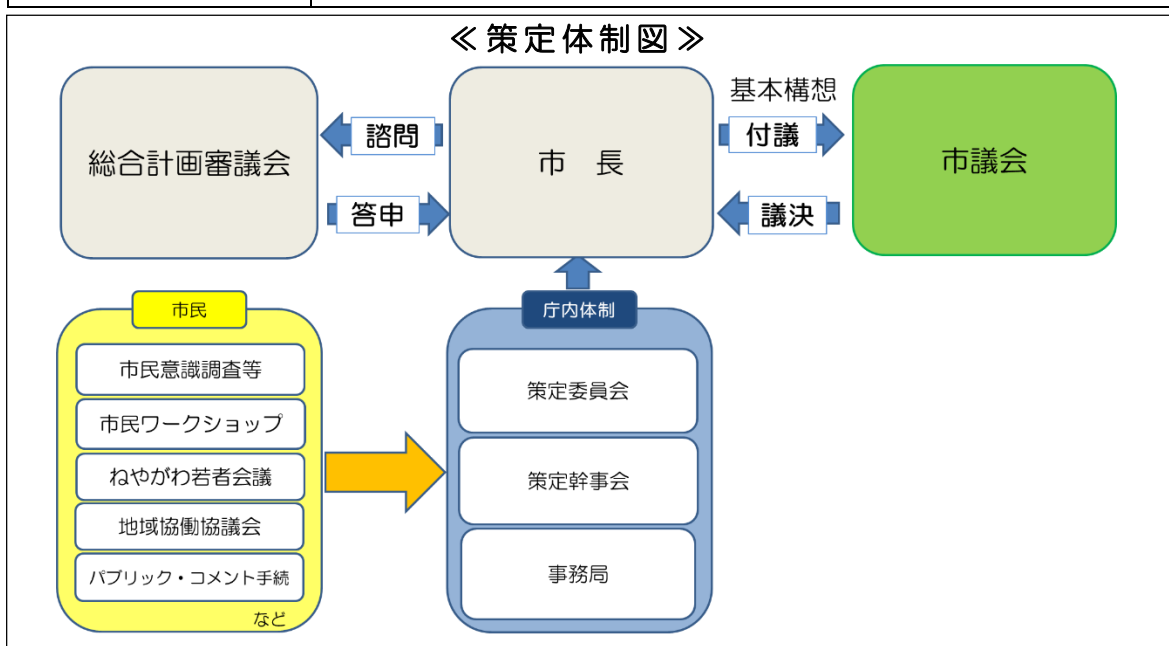 ≪策定体制図≫
総合計画審議会
諮問
答申
市 長
基本構想
付議
議決
市議会
市民
市民意識調査等
市民ワークショップ
ねやがわ若者会議
地域協働協議会
パブリック・コメント手続
など
庁内体制
策定委員会
策定幹事会
事務局